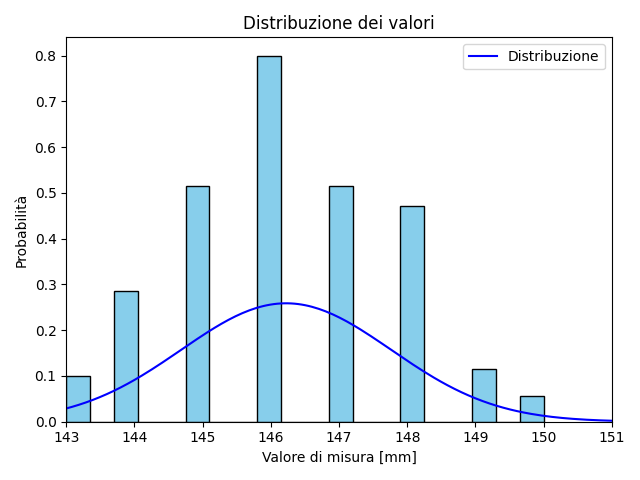 Distribuzione dei valori
Distribuzione
Probabilità
0.8
0.7
0.6
0.5
0.4
0.3
0.2
0.1
0.0
143 144 145 146 147 148 149 150 151
Valore di misura [mm]